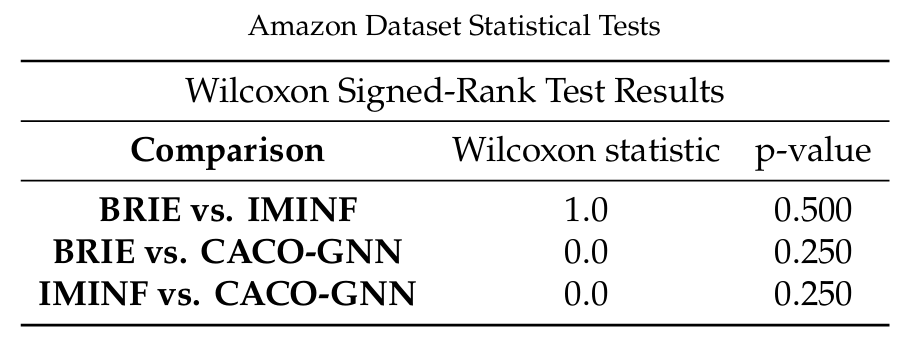 Amazon Dataset Statistical Tests
Wilcoxon Signed-Rank Test Results
Comparison Wilcoxon statistic p-value
BRIE vs. IMINF 1.0 0.500
BRIE vs. CACO-GNN 0.0 0.250
IMINF vs. CACO-GNN 0.0 0.250